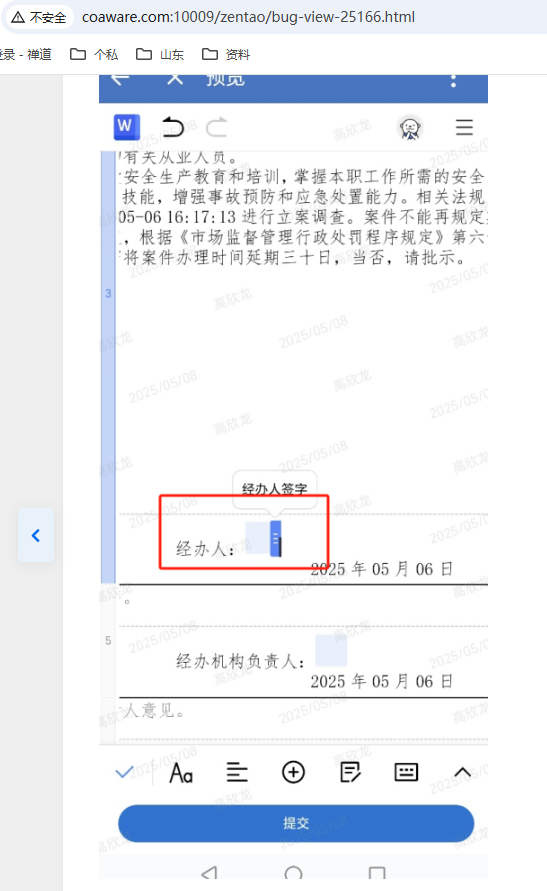 不安全 coaware.com:10009/zentao/bug-view-25166.html
登录 - 禅道 个私 山东 资料
预览
W
有关从业人员。
安全生产教育和培训，掌握本职工作所需的安全
技能，增强事故预防和应急处置能力。相关法规
05-06 16:17:13 进行立案调查。案件不能再规定
，根据《市场监督管理行政处罚程序规定》第六
将案件办理时间延期三十日，当否，请批示。
3
经办人签字
经办人：
2025 年 05 月 06 日
。
5
经办机构负责人：
2025 年 05 月 06 日
人意见。
Aa
提交
高欣龙
2025/05/08